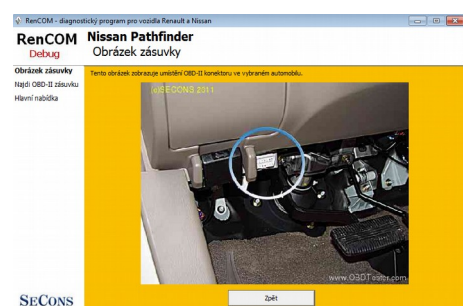 RenCOM - diagnostický program pro vozidla Renault a Nissan
RenCOM
Debug
Nissan Pathfinder
Obrázek zásuvky
Obrázek zásuvky
Najdi OBD-II zásuvku
Hlavní nabídka
Tento obrázek zobrazuje umístění OBD-II konektoru ve vybraném automobilu.
(c)SECONS 2011
www.OBDTester.com
Zpět
SECONS